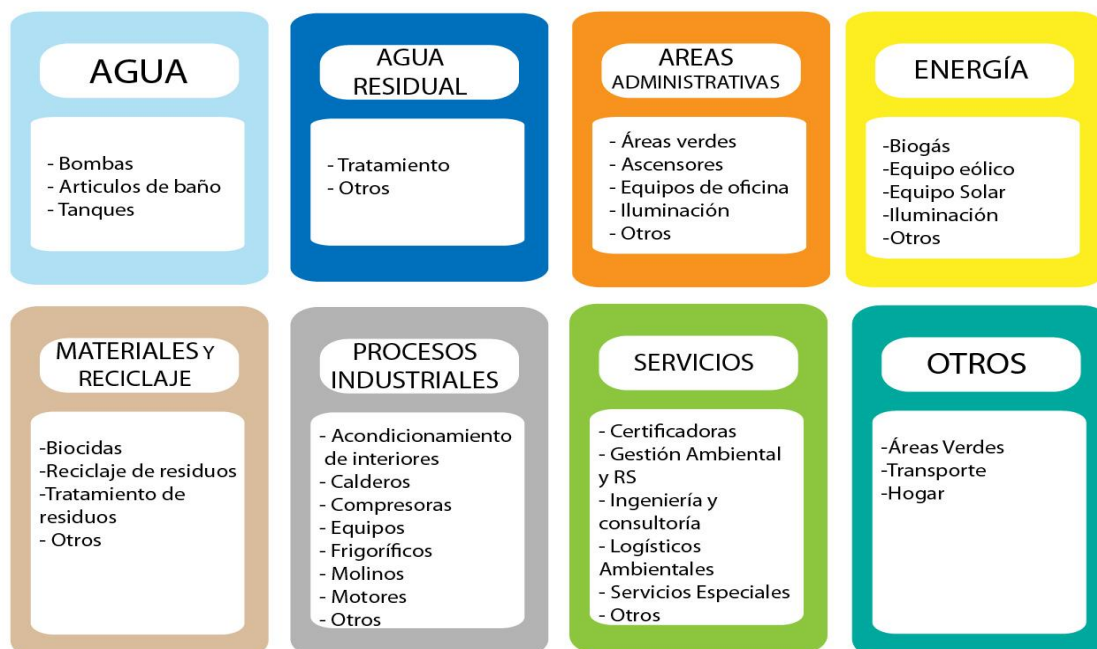 AGUA
- Bombas
- Articulos de baño
- Tanques
AGUA
RESIDUAL
- Tratamiento
- Otros
AREAS
ADMINISTRATIVAS
- Áreas verdes
- Ascensores
- Equipos de oficina
- Iluminación
- Otros
ENERGÍA
-Biogás
-Equipo eólico
-Equipo Solar
-Iluminación
-Otros
MATERIALES Y
RECICLAJE
-Biocidas
-Reciclaje de residuos
-Tratamiento de
residuos
- Otros
PROCESOS
INDUSTRIALES
- Acondicionamiento
de interiores
- Calderos
- Compresoras
- Equipos
- Frigoríficos
- Molinos
- Motores
- Otros
SERVICIOS
- Certificadoras
- Gestión Ambiental
y RS
- Ingeniería y
consultoría
- Logísticos
Ambientales
- Servicios Especiales
- Otros
OTROS
-Áreas Verdes
-Transporte
-Hogar